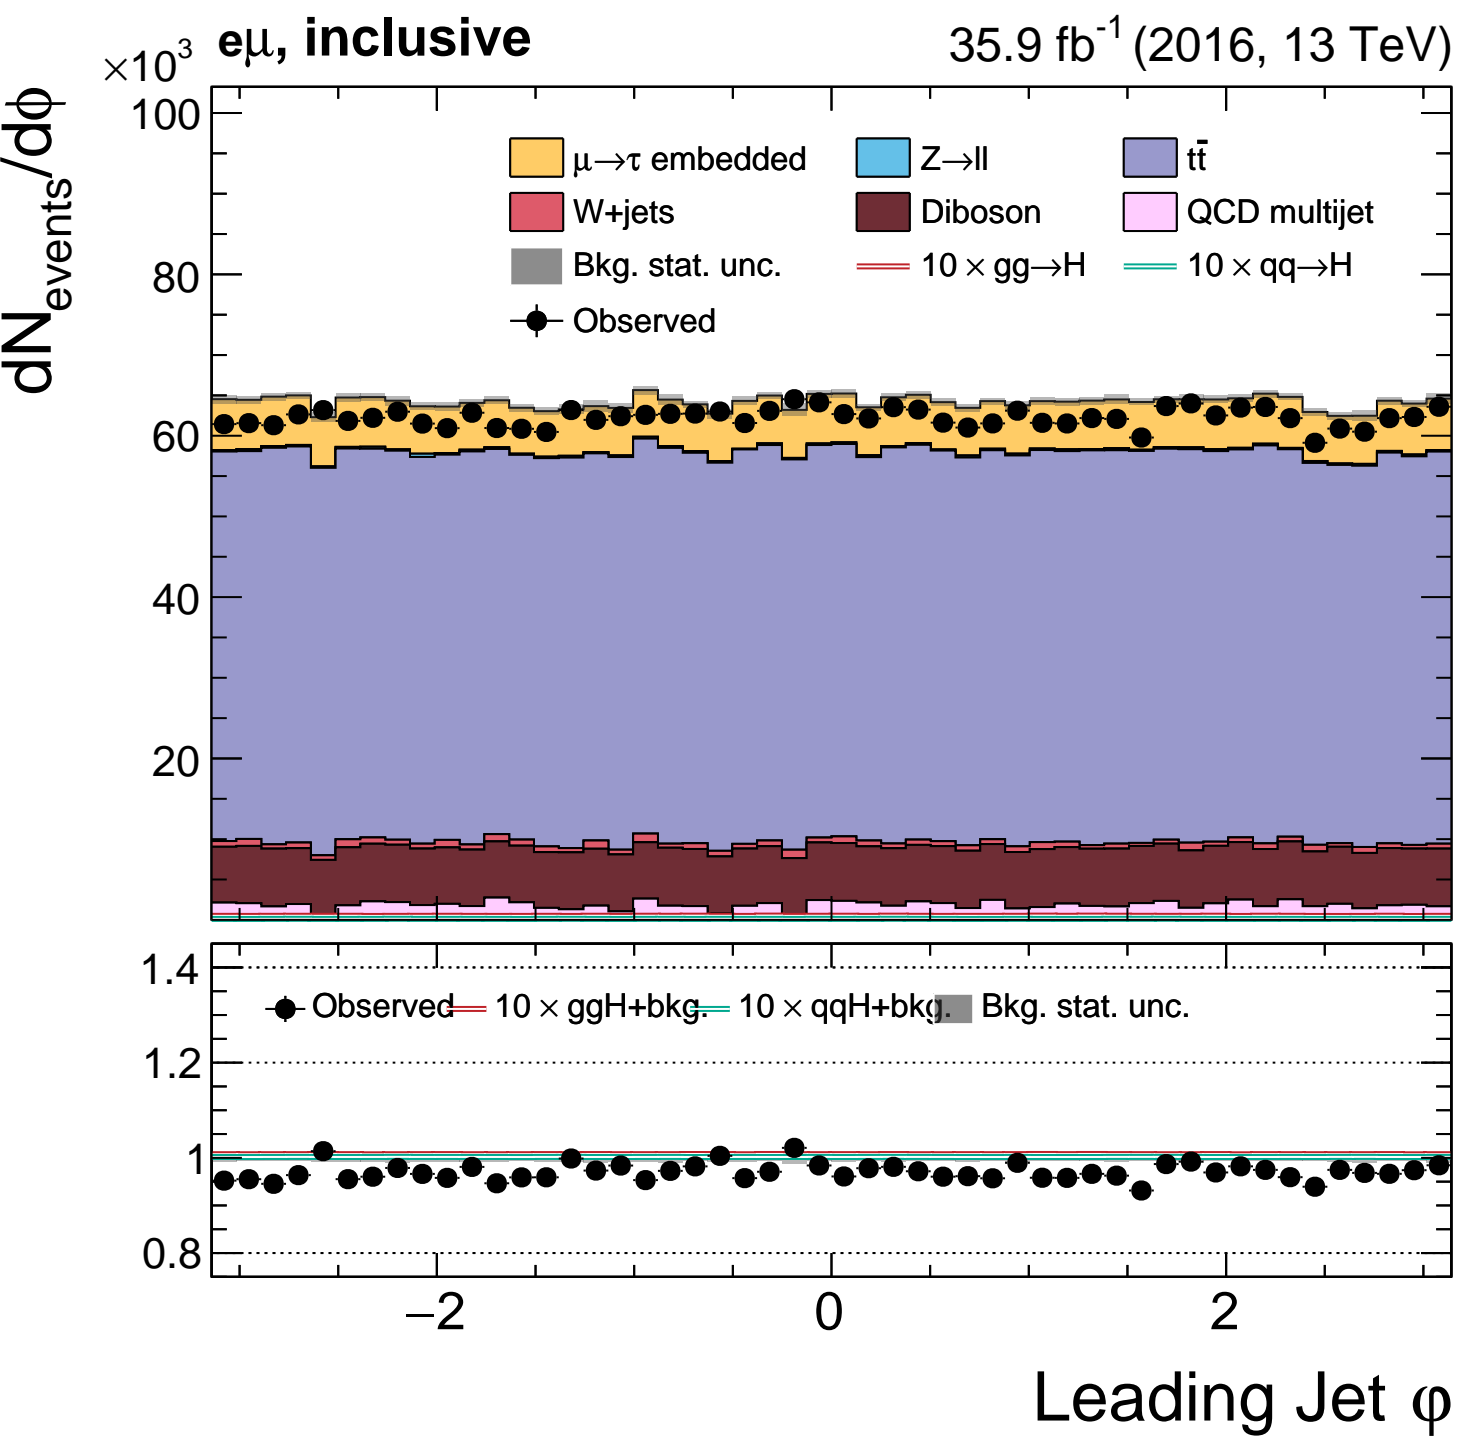 ×10³ eμ, inclusive 35.9 fb⁻¹ (2016, 13 TeV)
dN_events/dϕ
100
80
60
40
20
μ→τ embedded Z→ll tt̄
W+jets Diboson QCD multijet
Bkg. stat. unc. 10 × gg→H 10 × qq→H
Observed
1.4
1.2
1
0.8
Observed 10 × ggH+bkg. 10 × qqH+bkg. Bkg. stat. unc.
−2 0 2
Leading Jet φ